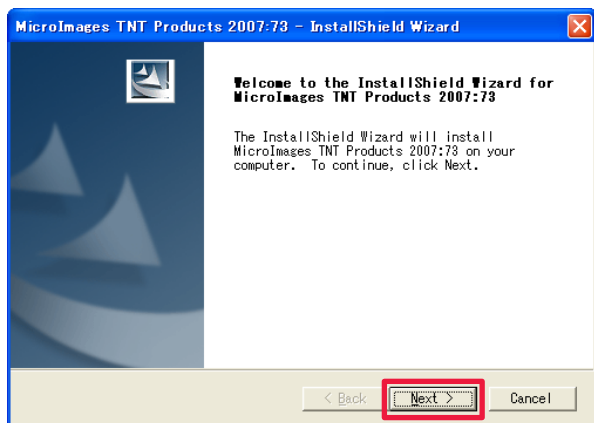 MicroImages TNT Products 2007:73 - InstallShield Wizard
Welcome to the InstallShield Wizard for
MicroImages TNT Products 2007:73
The InstallShield Wizard will install
MicroImages TNT Products 2007:73 on your
computer.  To continue, click Next.
< Back
Next >
Cancel